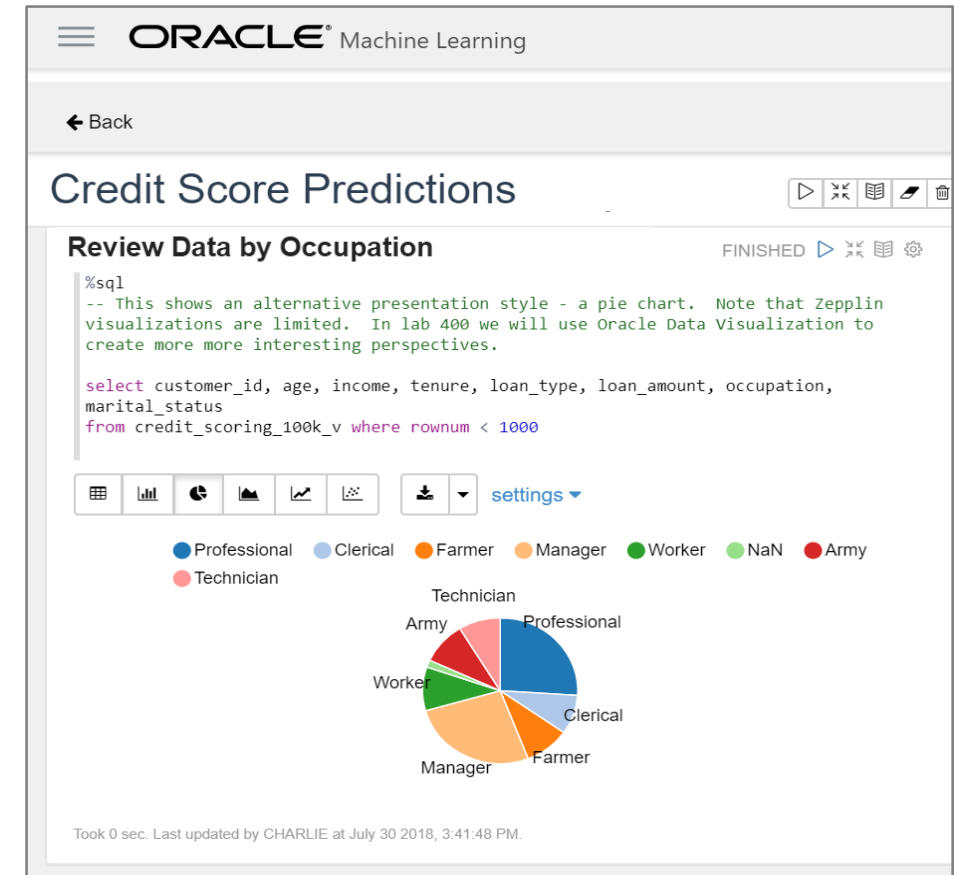 ORACLE® Machine Learning
Back
Credit Score Predictions
Review Data by Occupation
FINISHED
%sql
-- This shows an alternative presentation style - a pie chart.  Note that Zepplin
visualizations are limited.  In lab 400 we will use Oracle Data Visualization to
create more more interesting perspectives.
select customer_id, age, income, tenure, loan_type, loan_amount, occupation,
marital_status
from credit_scoring_100k_v where rownum < 1000
settings
Professional Clerical Farmer Manager Worker NaN Army
Technician
Technician
Army Professional
Worker
Clerical
Farmer
Manager
Took 0 sec. Last updated by CHARLIE at July 30 2018, 3:41:48 PM.